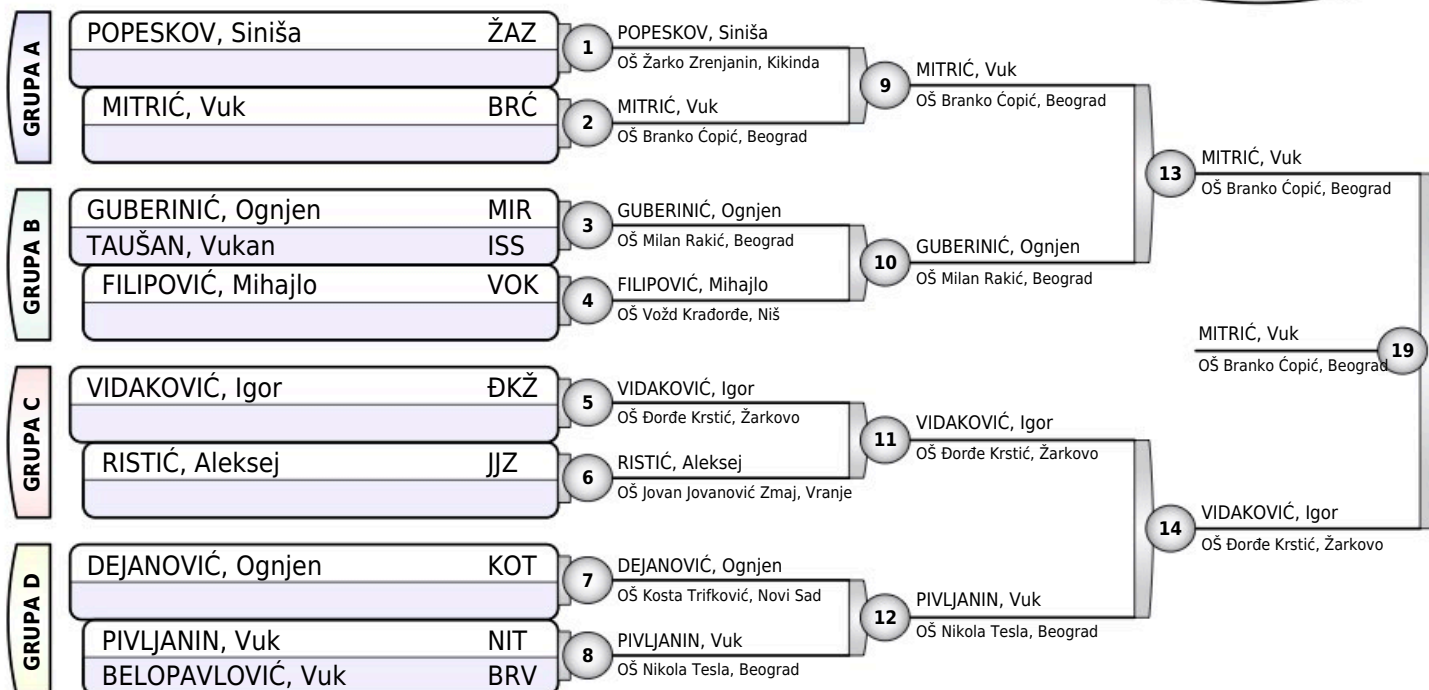 GRUPA A
POPESKOV, Siniša ŽAZ
MITRIĆ, Vuk BRĆ
GRUPA B
GUBERINIĆ, Ognjen MIR
TAUŠAN, Vukan ISS
FILIPOVIĆ, Mihajlo VOK
GRUPA C
VIDAKOVIĆ, Igor ĐKŽ
RISTIĆ, Aleksej JJZ
GRUPA D
DEJANOVIĆ, Ognjen KOT
PIVLJANIN, Vuk NIT
BELOPAVLOVIĆ, Vuk BRV
1
POPESKOV, Siniša
OŠ Žarko Zrenjanin, Kikinda
2
MITRIĆ, Vuk
OŠ Branko Ćopić, Beograd
3
GUBERINIĆ, Ognjen
OŠ Milan Rakić, Beograd
4
FILIPOVIĆ, Mihajlo
OŠ Vožd Krađorđe, Niš
5
VIDAKOVIĆ, Igor
OŠ Đorđe Krstić, Žarkovo
6
RISTIĆ, Aleksej
OŠ Jovan Jovanović Zmaj, Vranje
7
DEJANOVIĆ, Ognjen
OŠ Kosta Trifković, Novi Sad
8
PIVLJANIN, Vuk
OŠ Nikola Tesla, Beograd
9
MITRIĆ, Vuk
OŠ Branko Ćopić, Beograd
10
GUBERINIĆ, Ognjen
OŠ Milan Rakić, Beograd
11
VIDAKOVIĆ, Igor
OŠ Đorđe Krstić, Žarkovo
12
PIVLJANIN, Vuk
OŠ Nikola Tesla, Beograd
13
MITRIĆ, Vuk
OŠ Branko Ćopić, Beograd
14
VIDAKOVIĆ, Igor
OŠ Đorđe Krstić, Žarkovo
MITRIĆ, Vuk
OŠ Branko Ćopić, Beograd
19